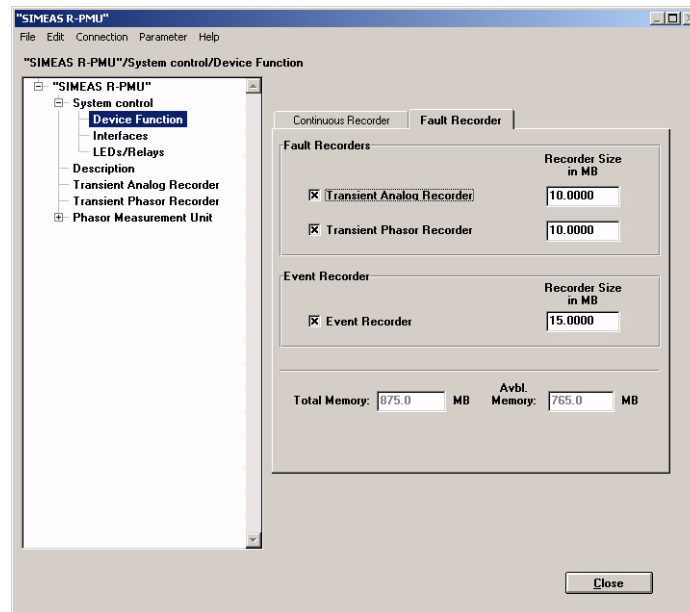 "SIMEAS R-PMU"
File Edit Connection Parameter Help
"SIMEAS R-PMU"/System control/Device Function
"SIMEAS R-PMU"
System control
Device Function
Interfaces
LEDs/Relays
Description
Transient Analog Recorder
Transient Phasor Recorder
Phasor Measurement Unit
Continuous Recorder Fault Recorder
Fault Recorders
Recorder Size
in MB
Transient Analog Recorder 10.0000
Transient Phasor Recorder 10.0000
Event Recorder
Recorder Size
in MB
Event Recorder 15.0000
Total Memory: 875.0 MB Avbl. Memory: 765.0 MB
Close